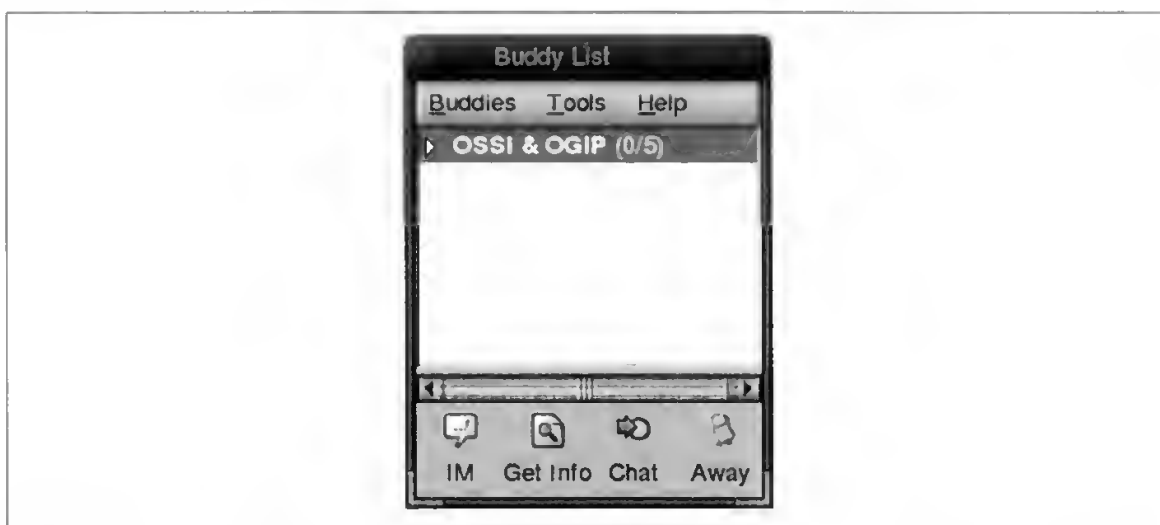 Buddy List
Buddies Tools Help
OSSI & OGIP (0/5)
IM Get Info Chat Away